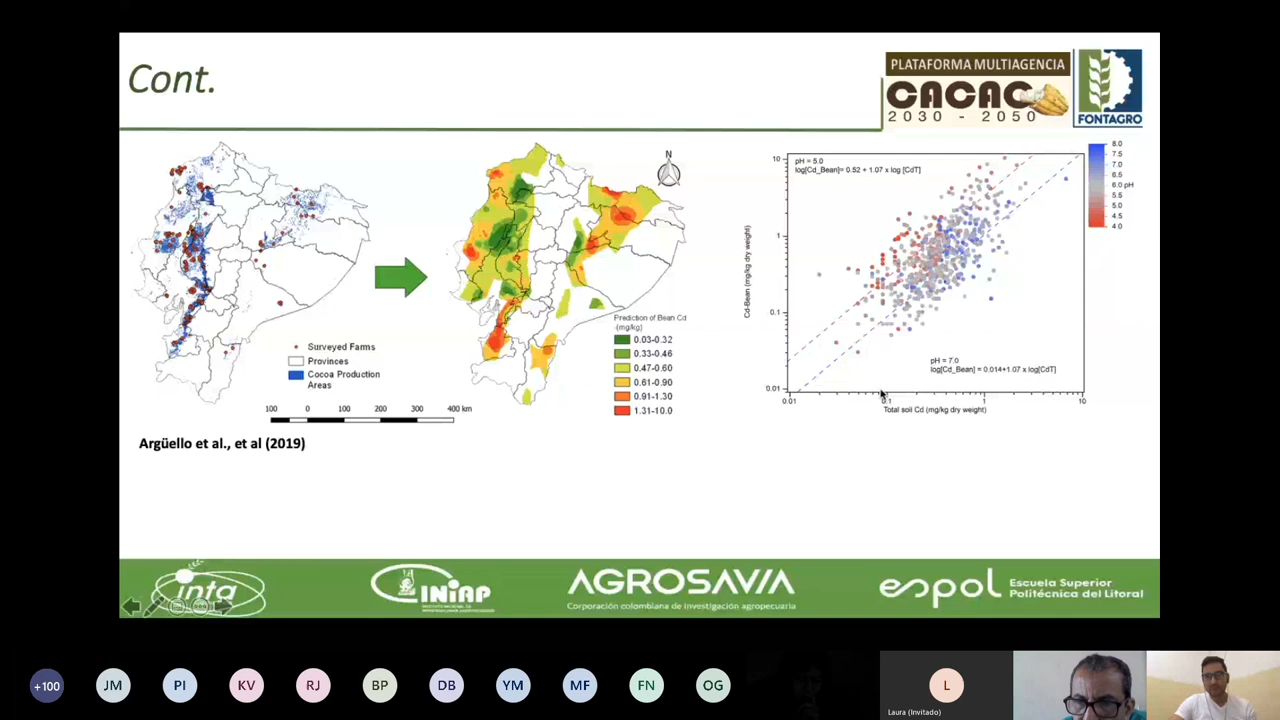 Cont.
PLATAFORMA MULTIAGENCIA
CACAO
2030 - 2050
FONTAGRO
N
Surveyed Farms
Provinces
Cocoa Production
Areas
100 0 100 200 300 400 km
Prediction of Bean Cd
(mg/kg)
0.03-0.32
0.33-0.46
0.47-0.60
0.61-0.90
0.91-1.30
1.31-10.0
pH = 5.0
log[Cd_Bean]= 0.52 + 1.07 x log [CdT]
10
1
0.1
0.01
Cd-Bean (mg/kg dry weight)
pH = 7.0
log[Cd_Bean] = 0.014+1.07 x log[CdT]
0.01 0.1 1 10
Total soil Cd (mg/kg dry weight)
8.0
7.5
7.0
6.5
6.0 pH
5.5
5.0
4.5
4.0
Argüello et al., et al (2019)
inta
INIAP
AGROSAVIA
Corporación colombiana de investigación agropecuaria
espol
Escuela Superior
Politécnica del Litoral
+100
JM
PI
KV
RJ
BP
DB
YM
MF
FN
OG
L
Laura (Invitado)